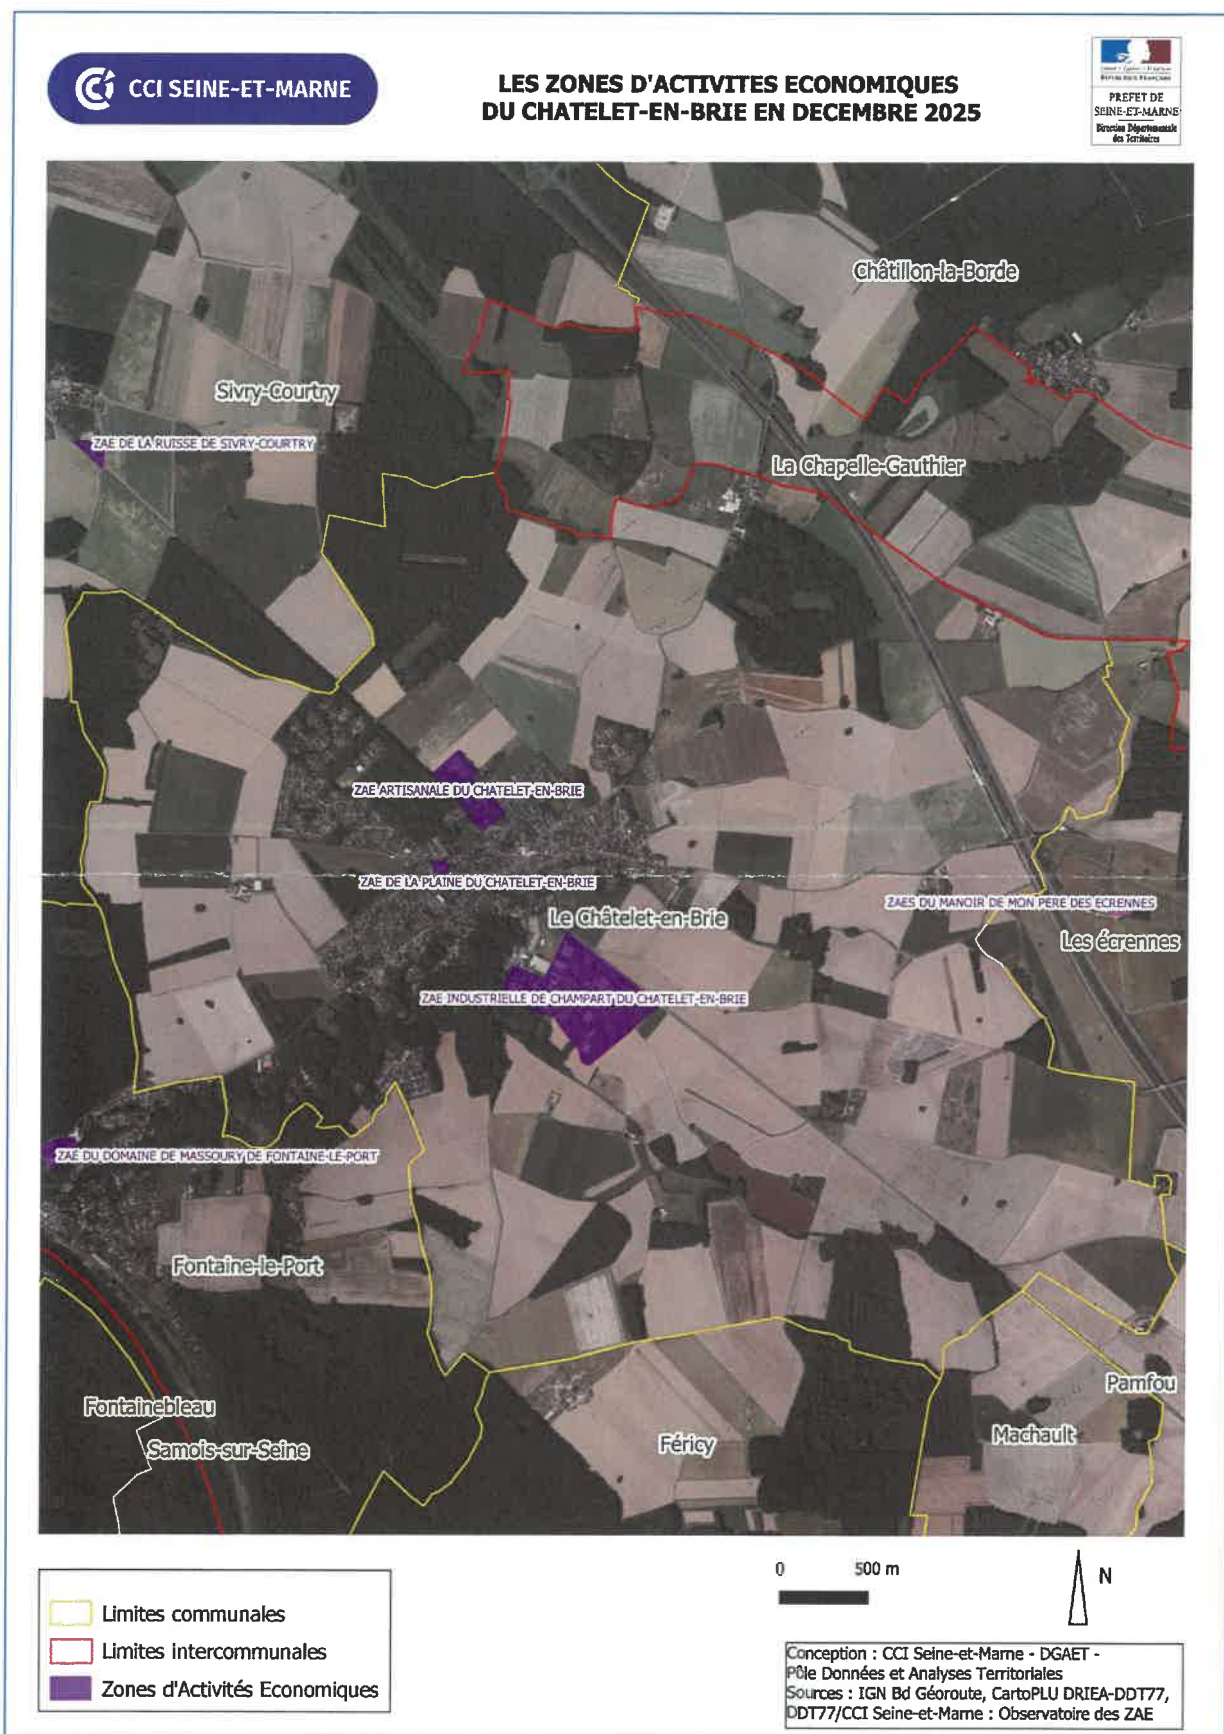 CCI SEINE-ET-MARNE
LES ZONES D'ACTIVITES ECONOMIQUES
DU CHATELET-EN-BRIE EN DECEMBRE 2025
PREFET DE
SEINE-ET-MARNE
Direction Départementale
des Territoires
Châtillon-la-Borde
Sivry-Courtry
ZAE DE LA RUISSE DE SIVRY-COURTRY
La Chapelle-Gauthier
ZAE ARTISANALE DU CHATELET-EN-BRIE
ZAE DE LA PLAINE DU CHATELET-EN-BRIE
ZAES DU MANOIR DE MON PERE DES ECRENNES
Le Châtelet-en-Brie
Les écrennes
ZAE INDUSTRIELLE DE CHAMPART DU CHATELET-EN-BRIE
ZAE DU DOMAINE DE MASSOURY DE FONTAINE-LE-PORT
Fontaine-le-Port
Pamfou
Fontainebleau
Machault
Féricy
Samois-sur-Seine
0 500 m
N
Limites communales
Limites intercommunales
Zones d'Activités Economiques
Conception : CCI Seine-et-Marne - DGAET -
Pôle Données et Analyses Territoriales
Sources : IGN Bd Géoroute, CartoPLU DRIEA-DDT77,
DDT77/CCI Seine-et-Marne : Observatoire des ZAE